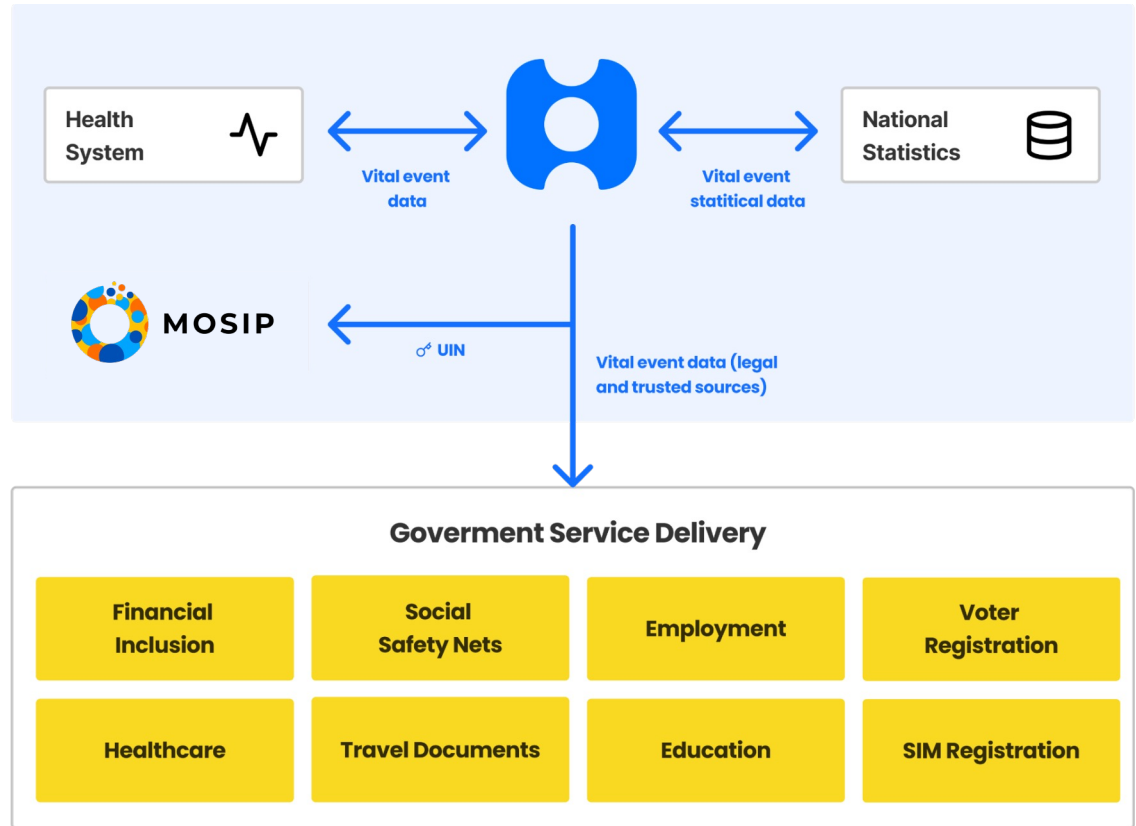 Health
System
Vital event
data
Vital event
statitical data
National
Statistics
MOSIP
UIN
Vital event data (legal
and trusted sources)
Goverment Service Delivery
Financial
Inclusion
Social
Safety Nets
Employment
Voter
Registration
Healthcare
Travel Documents
Education
SIM Registration